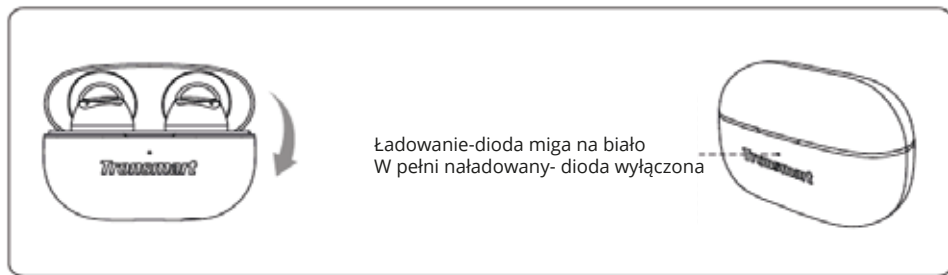 Tronsmart
Ładowanie-dioda miga na biało
W pełni naładowany- dioda wyłączona
Tronsmart